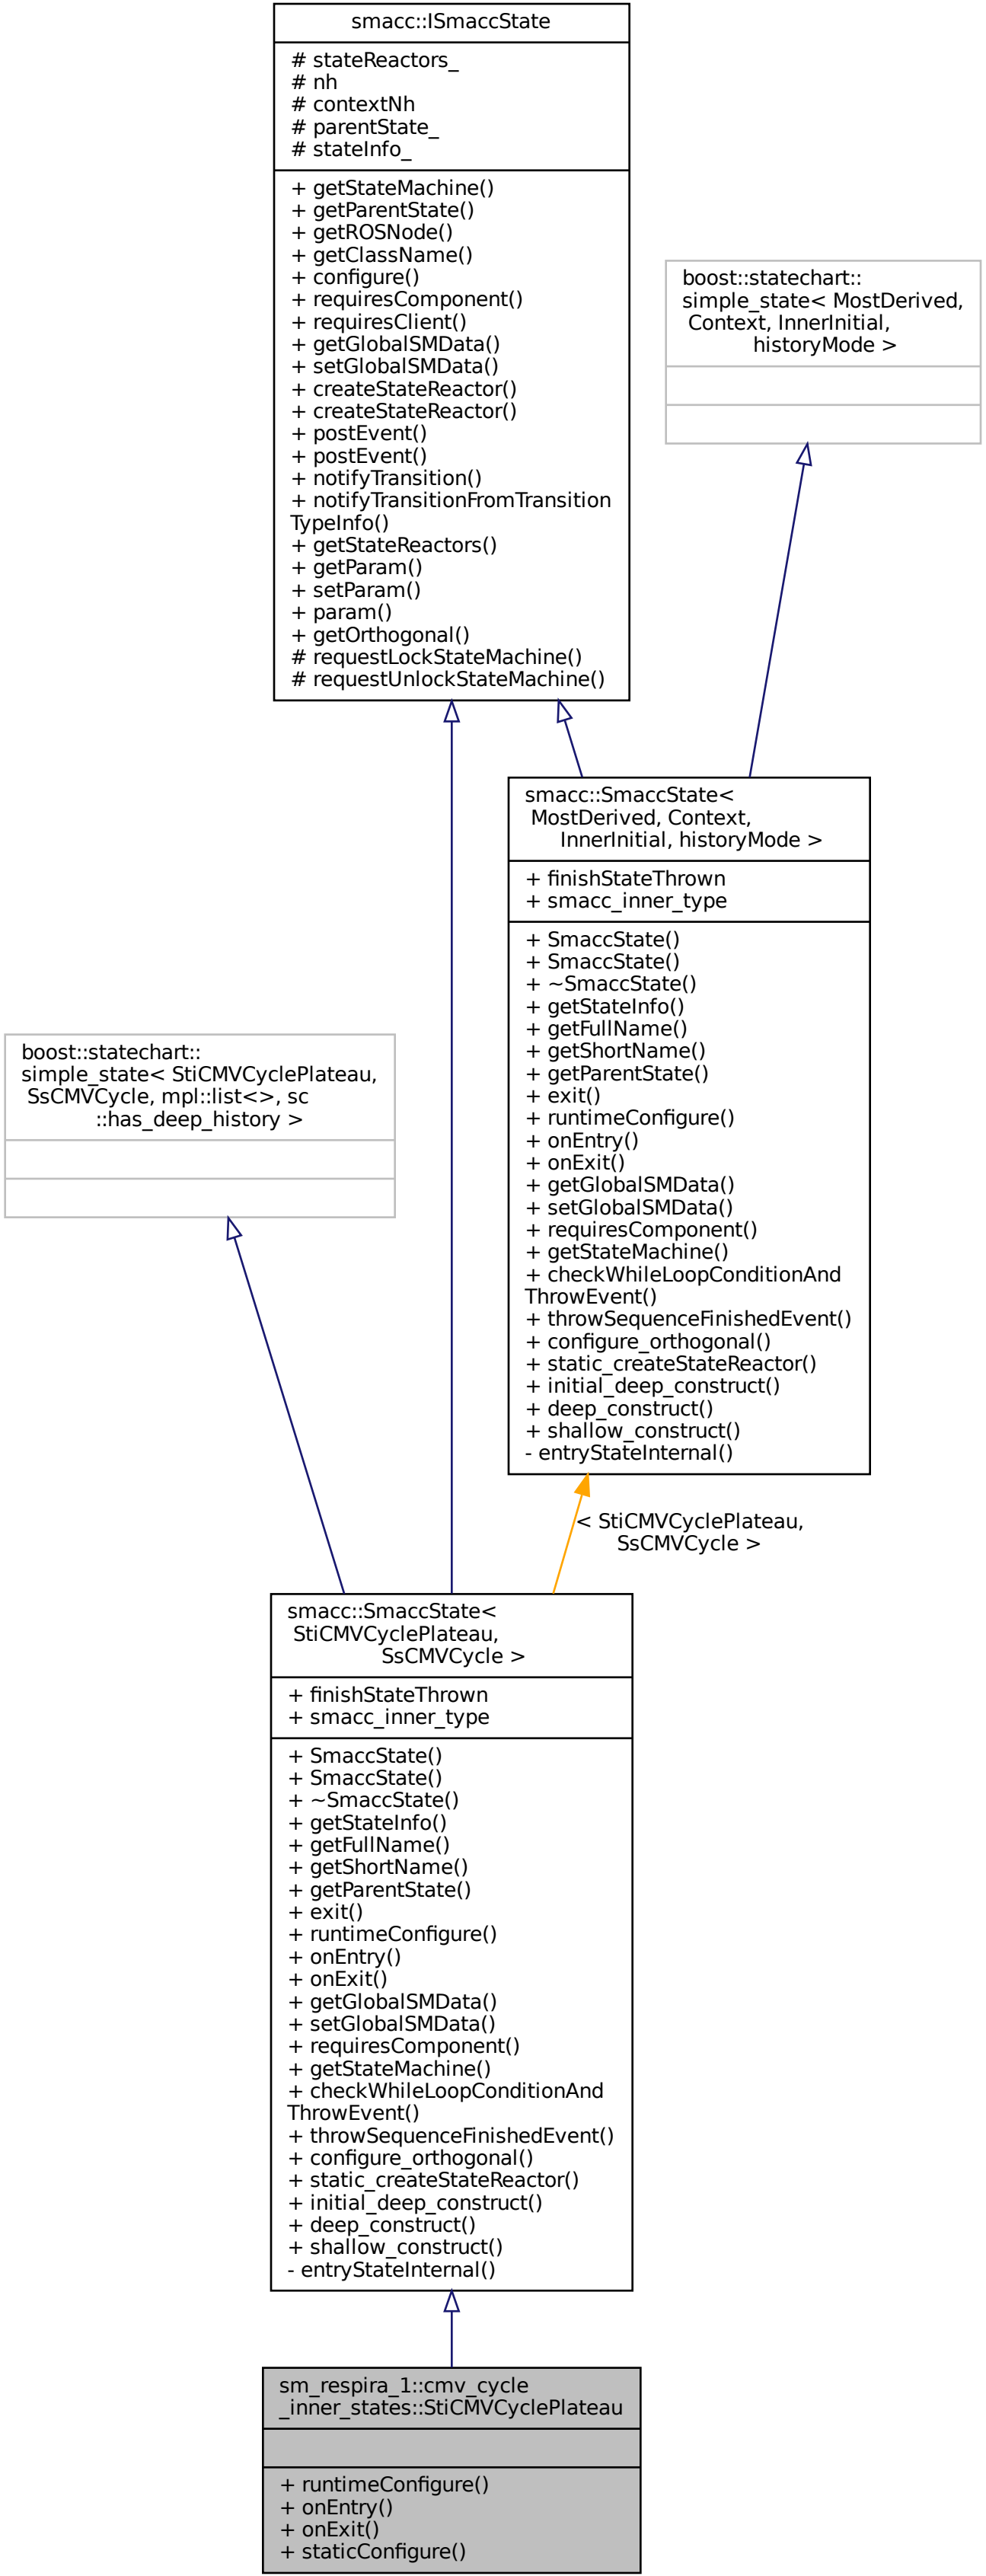 smacc::ISmaccState
# stateReactors_
# nh
# contextNh
# parentState_
# stateInfo_
+ getStateMachine()
+ getParentState()
+ getROSNode()
+ getClassName()
+ configure()
+ requiresComponent()
+ requiresClient()
+ getGlobalSMData()
+ setGlobalSMData()
+ createStateReactor()
+ createStateReactor()
+ postEvent()
+ postEvent()
+ notifyTransition()
+ notifyTransitionFromTransition
TypeInfo()
+ getStateReactors()
+ getParam()
+ setParam()
+ param()
+ getOrthogonal()
# requestLockStateMachine()
# requestUnlockStateMachine()
boost::statechart::
simple_state< MostDerived,
Context, InnerInitial,
historyMode >
smacc::SmaccState<
MostDerived, Context,
InnerInitial, historyMode >
+ finishStateThrown
+ smacc_inner_type
+ SmaccState()
+ SmaccState()
+ ~SmaccState()
+ getStateInfo()
+ getFullName()
+ getShortName()
+ getParentState()
+ exit()
+ runtimeConfigure()
+ onEntry()
+ onExit()
+ getGlobalSMData()
+ setGlobalSMData()
+ requiresComponent()
+ getStateMachine()
+ checkWhileLoopConditionAnd
ThrowEvent()
+ throwSequenceFinishedEvent()
+ configure_orthogonal()
+ static_createStateReactor()
+ initial_deep_construct()
+ deep_construct()
+ shallow_construct()
- entryStateInternal()
boost::statechart::
simple_state< StiCMVCyclePlateau,
SsCMVCycle, mpl::list<>, sc
::has_deep_history >
< StiCMVCyclePlateau,
SsCMVCycle >
smacc::SmaccState<
StiCMVCyclePlateau,
SsCMVCycle >
+ finishStateThrown
+ smacc_inner_type
+ SmaccState()
+ SmaccState()
+ ~SmaccState()
+ getStateInfo()
+ getFullName()
+ getShortName()
+ getParentState()
+ exit()
+ runtimeConfigure()
+ onEntry()
+ onExit()
+ getGlobalSMData()
+ setGlobalSMData()
+ requiresComponent()
+ getStateMachine()
+ checkWhileLoopConditionAnd
ThrowEvent()
+ throwSequenceFinishedEvent()
+ configure_orthogonal()
+ static_createStateReactor()
+ initial_deep_construct()
+ deep_construct()
+ shallow_construct()
- entryStateInternal()
sm_respira_1::cmv_cycle
_inner_states::StiCMVCyclePlateau
+ runtimeConfigure()
+ onEntry()
+ onExit()
+ staticConfigure()